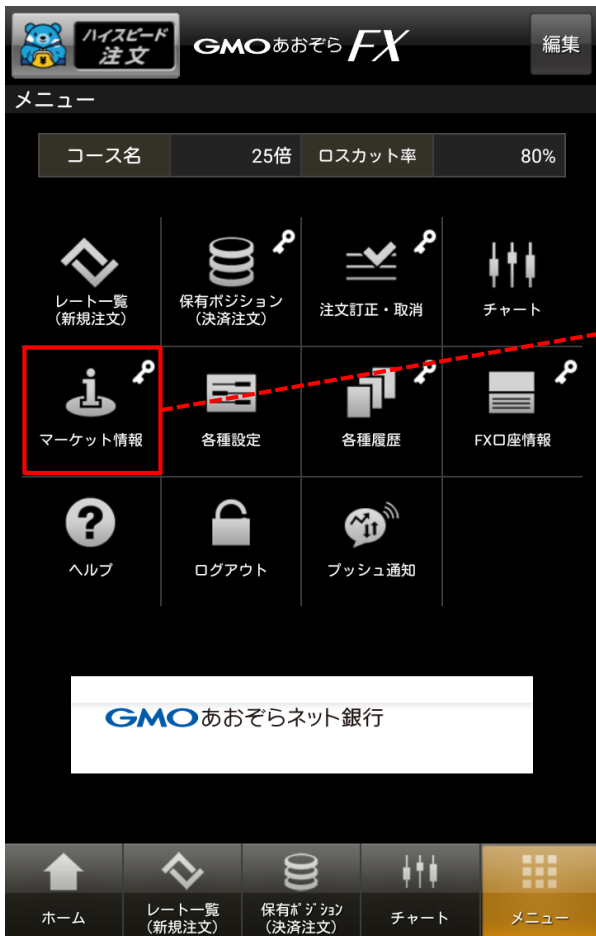 ハイスピード
注文
GMOあおぞらFX
編集
メニュー
コース名 25倍 ロスカット率 80%
レート一覧
(新規注文)
保有ポジション
(決済注文)
注文訂正・取消
チャート
マーケット情報
各種設定
各種履歴
FX口座情報
ヘルプ
ログアウト
プッシュ通知
GMOあおぞらネット銀行
ホーム
レート一覧
(新規注文)
保有ﾎﾟｼﾞｼｮﾝ
(決済注文)
チャート
メニュー